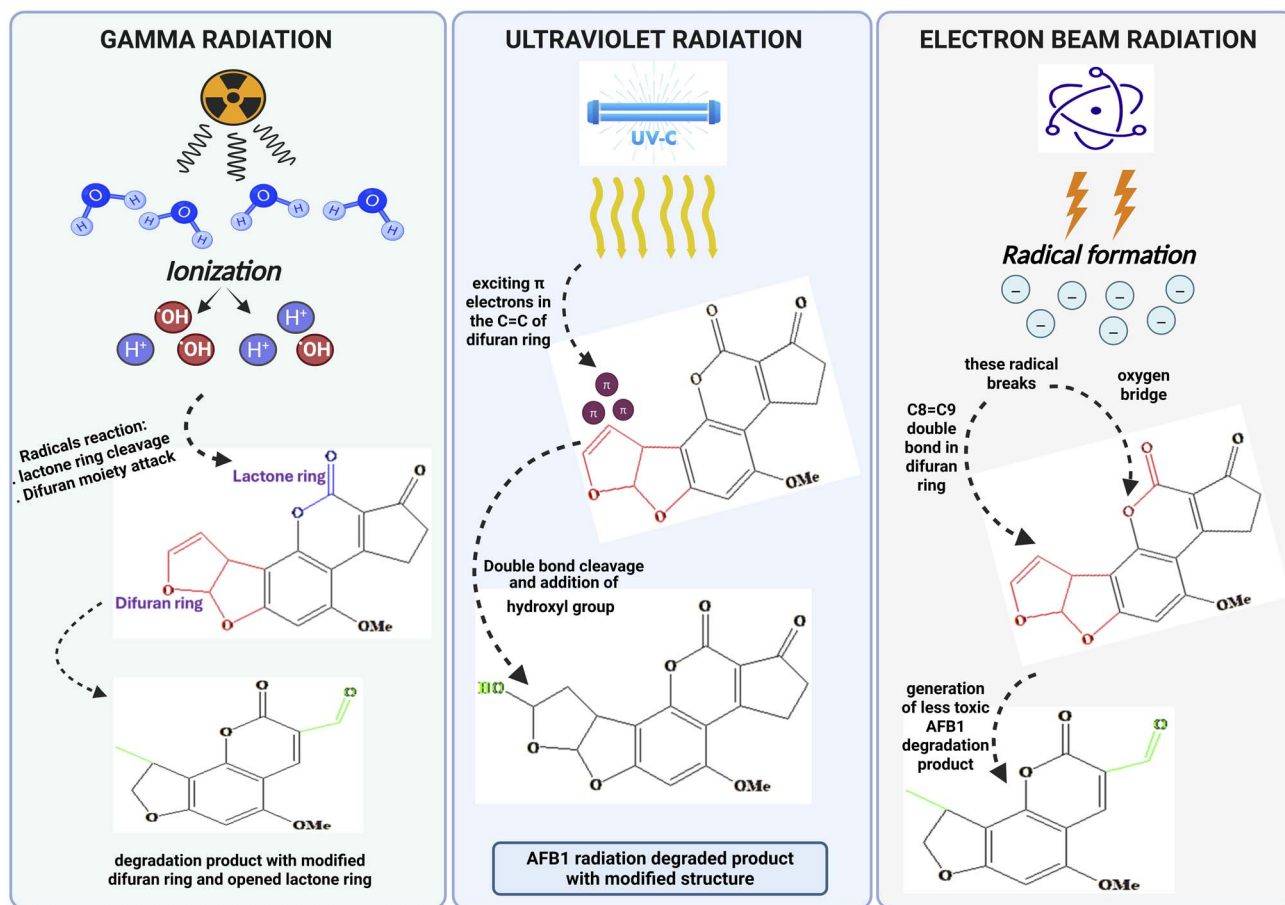 GAMMA RADIATION
O
H
H
O
H
H
O
H
H
O
H
H
Ionization
•OH
H+
H+
•OH
H+
•OH
Radicals reaction:
. lactone ring cleavage
. Difuran moiety attack
Lactone ring
O
O
O
O
Difuran ring
O
OMe
O
O
O
O
OMe
degradation product with modified
difuran ring and opened lactone ring
ULTRAVIOLET RADIATION
UV-C
exciting π
electrons in
the C=C of
difuran ring
π
π
π
O
O
O
O
O
OMe
Double bond cleavage
and addition of
hydroxyl group
O
O
HO
O
O
O
OMe
AFB1 radiation degraded product
with modified structure
ELECTRON BEAM RADIATION
Radical formation
−
−
−
−
−
−
−
these radical
breaks
oxygen
bridge
C8=C9
double
bond in
difuran
ring
O
O
O
O
O
OMe
generation
of less toxic
AFB1
degradation
product
O
O
O
O
OMe